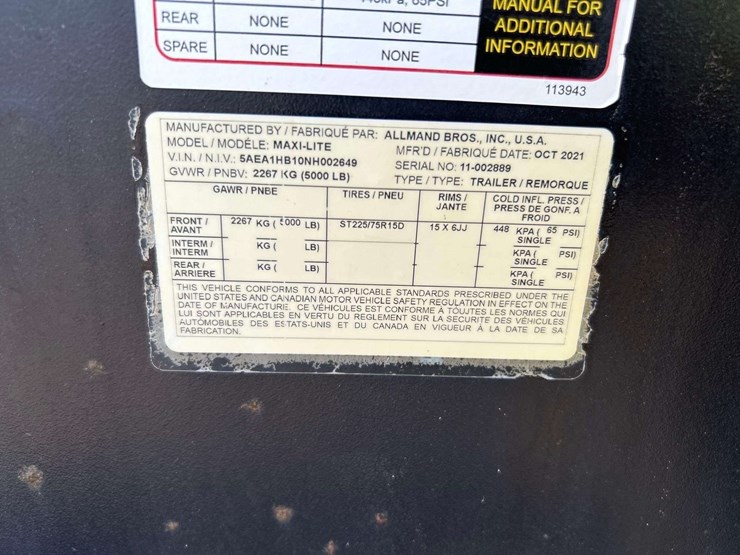 MANUAL FOR
ADDITIONAL
INFORMATION
65PSI
REAR NONE NONE
SPARE NONE NONE
113943
MANUFACTURED BY / FABRIQUÉ PAR: ALLMAND BROS., INC., U.S.A.
MODEL / MODÈLE: MAXI-LITE MFR'D / FABRIQUÉ DATE: OCT 2021
V.I.N. / N.I.V.: 5AEA1HB10NH002649 SERIAL NO: 11-002889
GVWR / PNBV: 2267 KG (5000 LB) TYPE / TYPE: TRAILER / REMORQUE
GAWR / PNBE TIRES / PNEU RIMS / JANTE COLD INFL. PRESS / PRESS DE GONF. A FROID
FRONT / AVANT 2267 KG ( 5000 LB) ST225/75R15D 15 X 6JJ 448 KPA ( 65 PSI) SINGLE
INTERM / INTERM KG ( LB) KPA ( PSI) SINGLE
REAR / ARRIERE KG ( LB) KPA ( PSI) SINGLE
THIS VEHICLE CONFORMS TO ALL APPLICABLE STANDARDS PRESCRIBED UNDER THE
UNITED STATES AND CANADIAN MOTOR VEHICLE SAFETY REGULATION IN EFFECT ON THE
DATE OF MANUFACTURE. CE VÉHICULES EST CONFORME À TOUTES LES NORMES QUI
LUI SONT APPLICABLES EN VERTU DU REGLEMENT SUR LA SECURITE DES VÉHICULES
AUTOMOBILES DES ESTATS-UNIS ET DU CANADA EN VIGUEUR À LA DATE DE SA
FABRICATION.